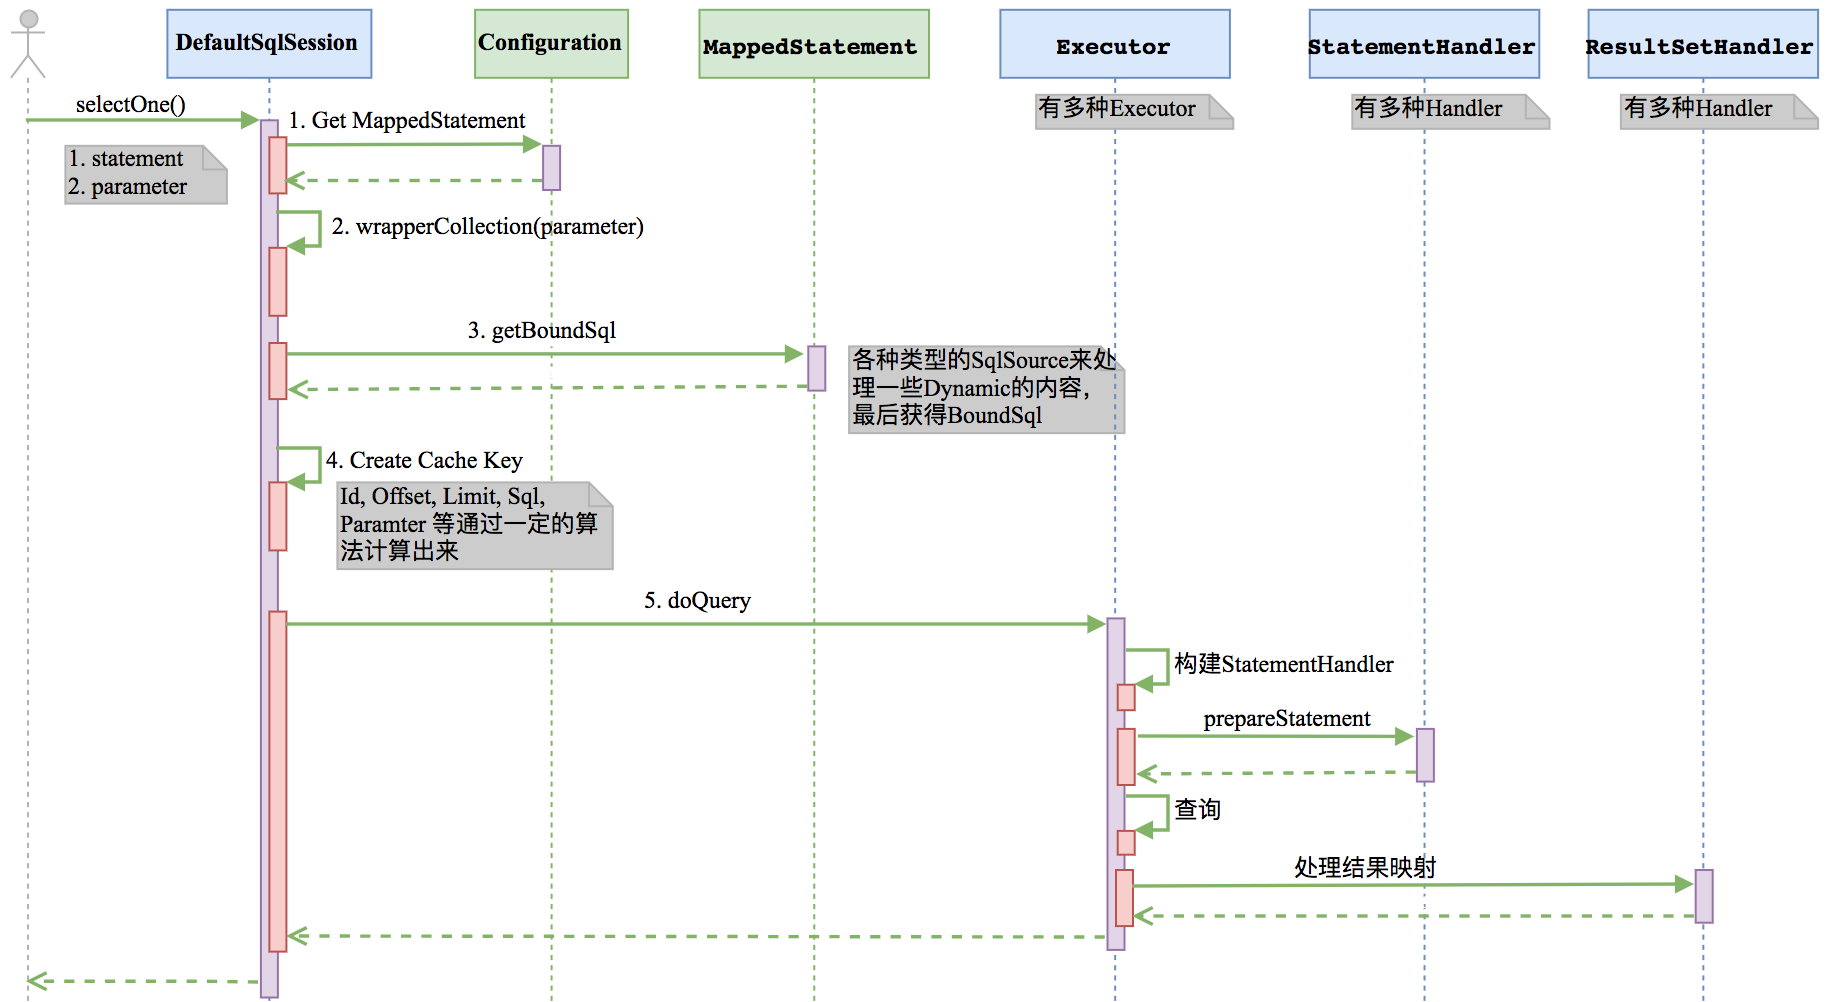 DefaultSqlSession
Configuration
MappedStatement
Executor
StatementHandler
ResultSetHandler
有多种Executor
有多种Handler
有多种Handler
selectOne()
1. Get MappedStatement
1. statement
2. parameter
2. wrapperCollection(parameter)
3. getBoundSql
各种类型的SqlSource来处
理一些Dynamic的内容，
最后获得BoundSql
4. Create Cache Key
Id, Offset, Limit, Sql,
Paramter 等通过一定的算
法计算出来
5. doQuery
构建StatementHandler
prepareStatement
查询
处理结果映射